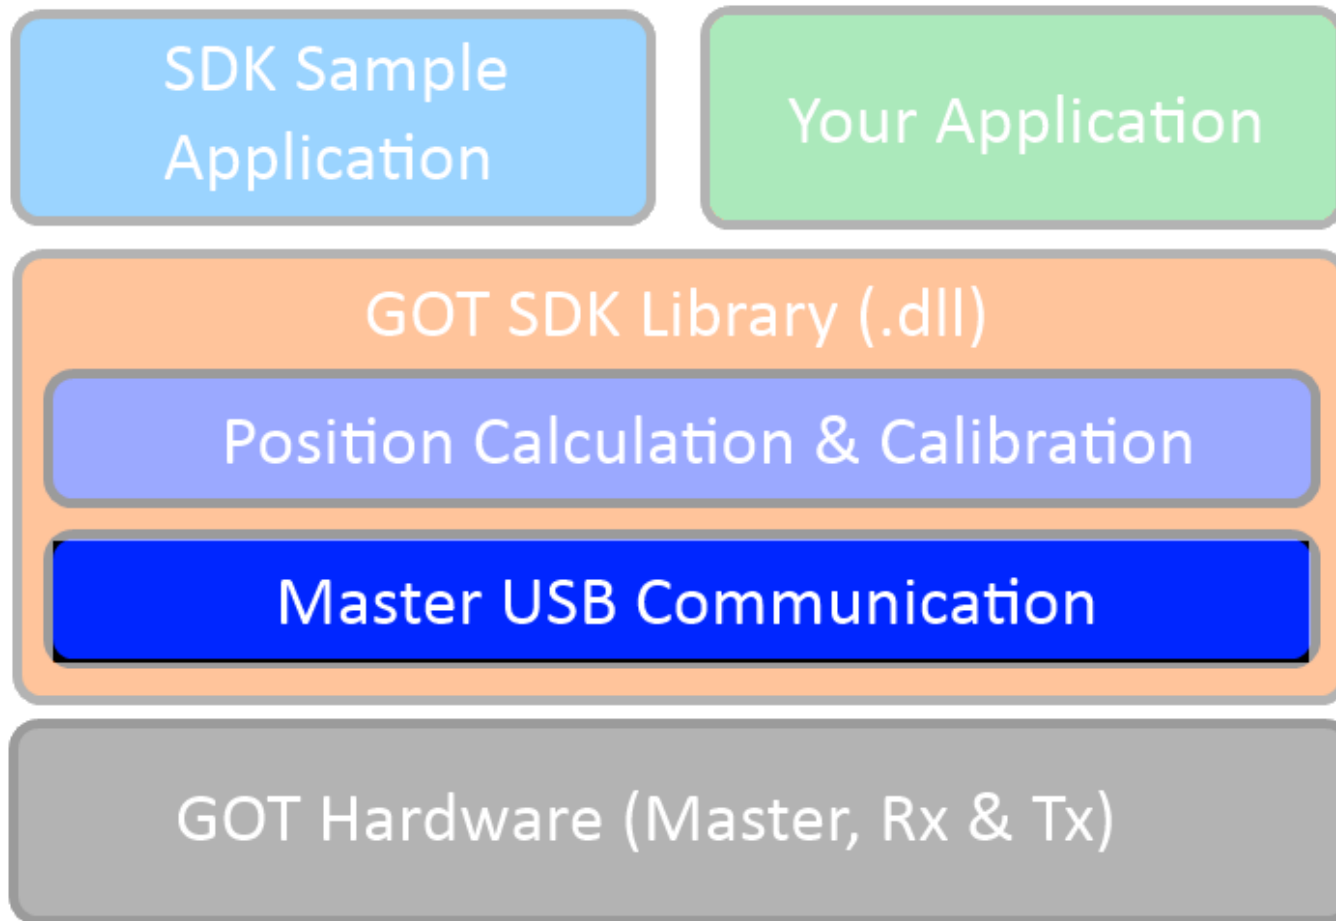 SDK Sample
Application
Your Application
GOT SDK Library (.dll)
Position Calculation & Calibration
Master USB Communication
GOT Hardware (Master, Rx & Tx)